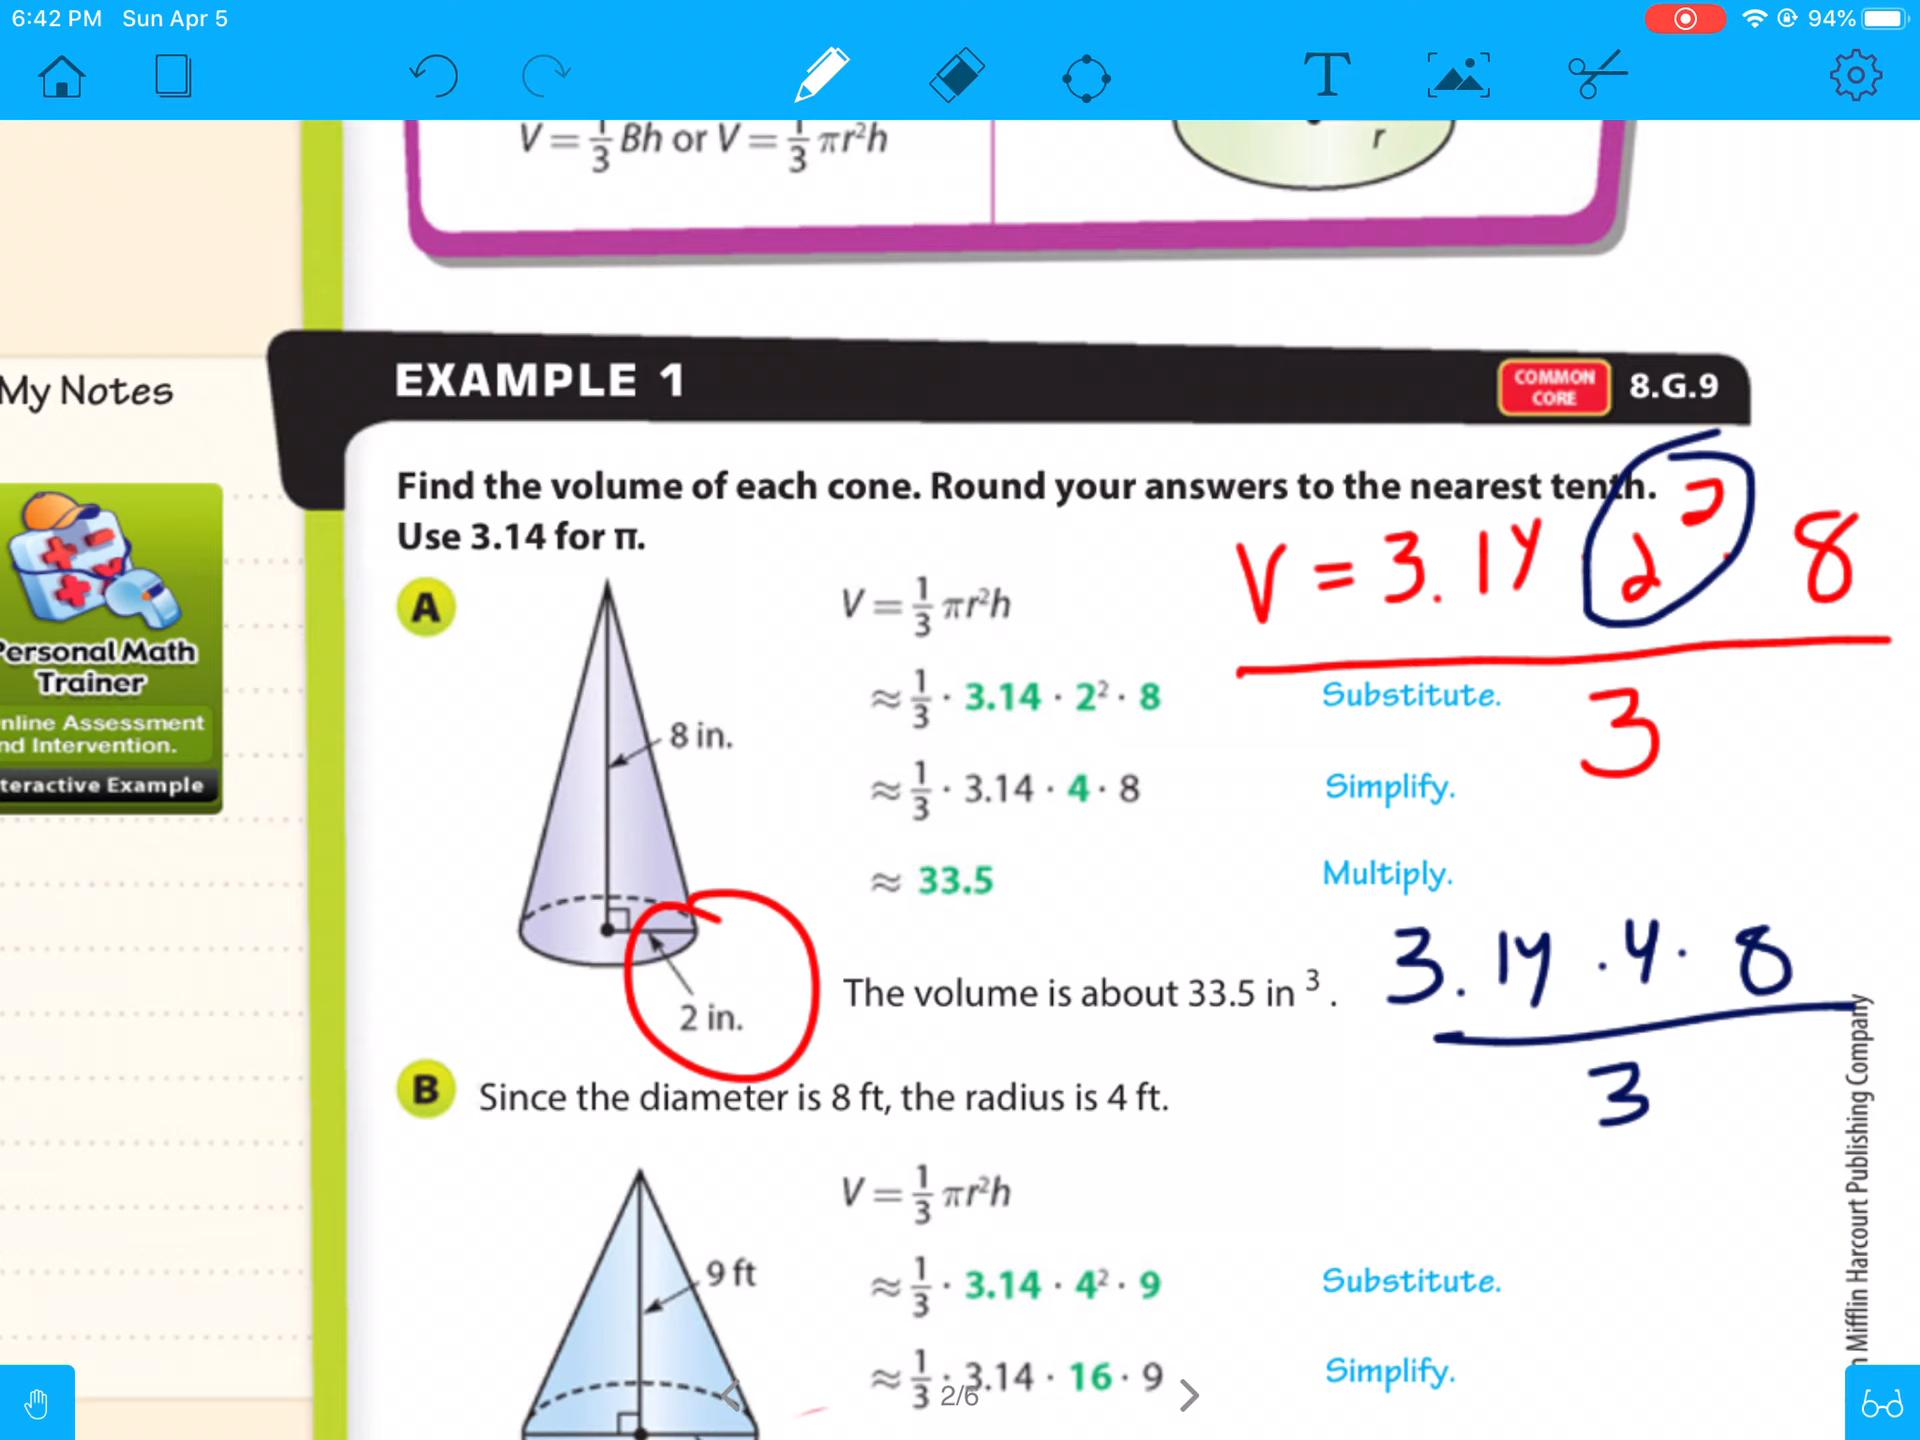 6:42 PM Sun Apr 5
94%
T
V = 1/3 Bh or V = 1/3 πr²h
r
My Notes
EXAMPLE 1
COMMON CORE
8.G.9
Find the volume of each cone. Round your answers to the nearest tenth.
Use 3.14 for π.
V = 3.14 2² · 8
3
A
V = 1/3 πr²h
≈ 1/3 · 3.14 · 2² · 8
Substitute.
8 in.
≈ 1/3 · 3.14 · 4 · 8
Simplify.
≈ 33.5
Multiply.
2 in.
The volume is about 33.5 in ³ .
3.14 · 4 · 8
3
Personal Math
Trainer
nline Assessment
nd Intervention.
teractive Example
B
Since the diameter is 8 ft, the radius is 4 ft.
V = 1/3 πr²h
9 ft
≈ 1/3 · 3.14 · 4² · 9
Substitute.
≈ 1/3 · 3.14 · 16 · 9
Simplify.
2/6
Mifflin Harcourt Publishing Company